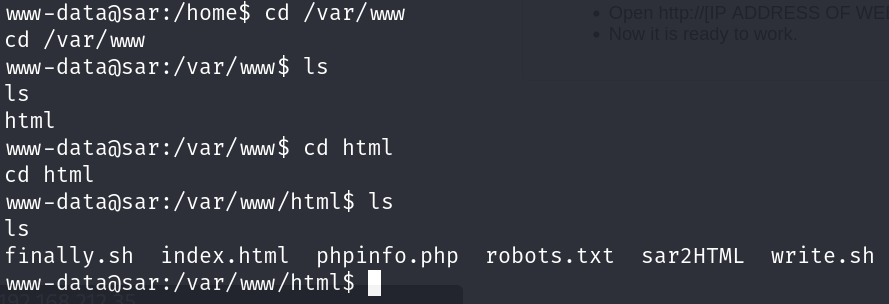 www-data@sar:/home$ cd /var/www
Open http://[IP ADDRESS OF WE
cd /var/www
Now it is ready to work.
www-data@sar:/var/www$ ls
ls
html
www-data@sar:/var/www$ cd html
cd html
www-data@sar:/var/www/html$ ls
ls
finally.sh  index.html  phpinfo.php  robots.txt  sar2HTML  write.sh
www-data@sar:/var/www/html$